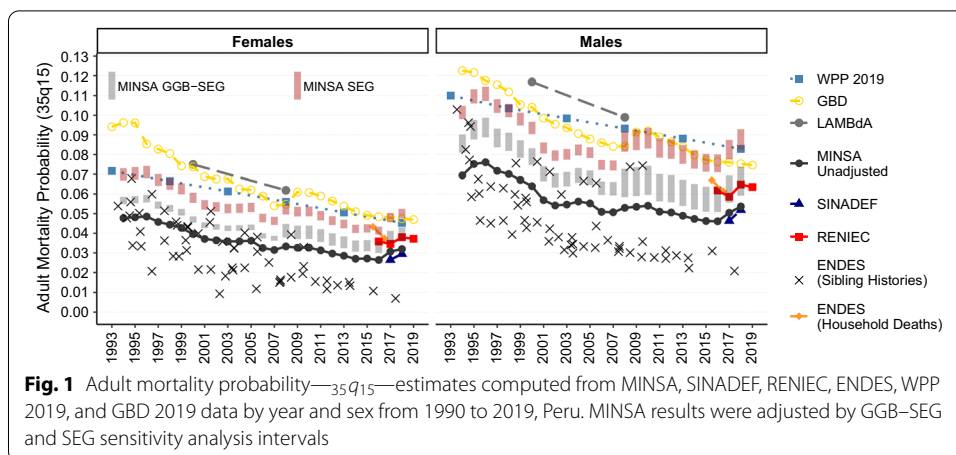 Females
Males
Adult Mortality Probability (35q15)
0.13
0.12
0.11
0.10
0.09
0.08
0.07
0.06
0.05
0.04
0.03
0.02
0.01
0.00
MINSA GGB−SEG
MINSA SEG
1993
1995
1997
1999
2001
2003
2005
2007
2009
2011
2013
2015
2017
2019
1993
1995
1997
1999
2001
2003
2005
2007
2009
2011
2013
2015
2017
2019
WPP 2019
GBD
LAMBdA
MINSA
Unadjusted
SINADEF
RENIEC
ENDES
(Sibling Histories)
ENDES
(Household Deaths)
Fig. 1 Adult mortality probability—35q15—estimates computed from MINSA, SINADEF, RENIEC, ENDES, WPP
2019, and GBD 2019 data by year and sex from 1990 to 2019, Peru. MINSA results were adjusted by GGB–SEG
and SEG sensitivity analysis intervals